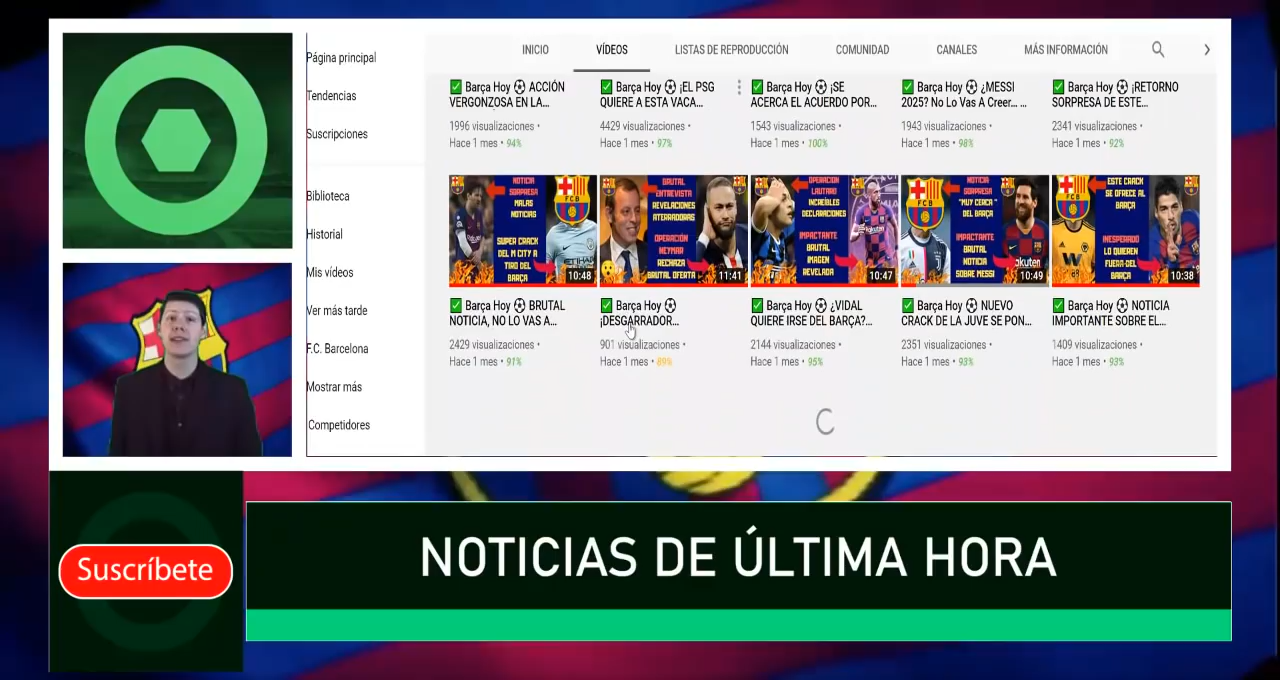 Página principal
Tendencias
Suscripciones
Biblioteca
Historial
Mis vídeos
Ver más tarde
F.C. Barcelona
Mostrar más
Competidores
INICIO VÍDEOS LISTAS DE REPRODUCCIÓN COMUNIDAD CANALES MÁS INFORMACIÓN
✅ Barça Hoy ⚽ ACCIÓN
VERGONZOSA EN LA...
1996 visualizaciones •
Hace 1 mes • 94%
✅ Barça Hoy ⚽ ¡EL PSG
QUIERE A ESTA VACA...
4429 visualizaciones •
Hace 1 mes • 97%
✅ Barça Hoy ⚽ ¡SE
ACERCA EL ACUERDO POR...
1543 visualizaciones •
Hace 1 mes • 100%
✅ Barça Hoy ⚽ ¿MESSI
2025? No Lo Vas A Creer... ...
1943 visualizaciones •
Hace 1 mes • 98%
✅ Barça Hoy ⚽ ¡RETORNO
SORPRESA DE ESTE...
2341 visualizaciones •
Hace 1 mes • 92%
NOTICIA
SORPRESA
MALAS
NOTICIAS
SUPER CRACK
DEL M CITY A
TIRO DEL
BARÇA
FCB
10:48
✅ Barça Hoy ⚽ BRUTAL
NOTICIA, NO LO VAS A...
2429 visualizaciones •
Hace 1 mes • 91%
BRUTAL
ENTREVISTA
REVELACIONES
ATERRADORAS
OPERACIÓN
NEYMAR
RECHAZA
BRUTAL OFERTA
11:41
✅ Barça Hoy ⚽
¡DESGARRADOR...
901 visualizaciones •
Hace 1 mes • 89%
OPERACION
LAUTARO
INCREÍBLES
DECLARACIONES
IMPACTANTE
BRUTAL
IMAGEN
REVELADA
Rakuten
10:47
✅ Barça Hoy ⚽ ¿VIDAL
QUIERE IRSE DEL BARÇA?...
2144 visualizaciones •
Hace 1 mes • 95%
FCB
NOTICIA
SORPRESA
"MUY CERCA"
DEL BARÇA
IMPACTANTE
BRUTAL
NOTICIA
SOBRE MESSI
10:49
✅ Barça Hoy ⚽ NUEVO
CRACK DE LA JUVE SE PON...
2351 visualizaciones •
Hace 1 mes • 93%
FCB
ESTE CRACK
SE OFRECE AL
BARÇA
INESPERADO
LO QUIEREN
FUERA DEL
BARÇA
10:38
✅ Barça Hoy ⚽ NOTICIA
IMPORTANTE SOBRE EL...
1409 visualizaciones •
Hace 1 mes • 93%
Suscríbete
NOTICIAS DE ÚLTIMA HORA